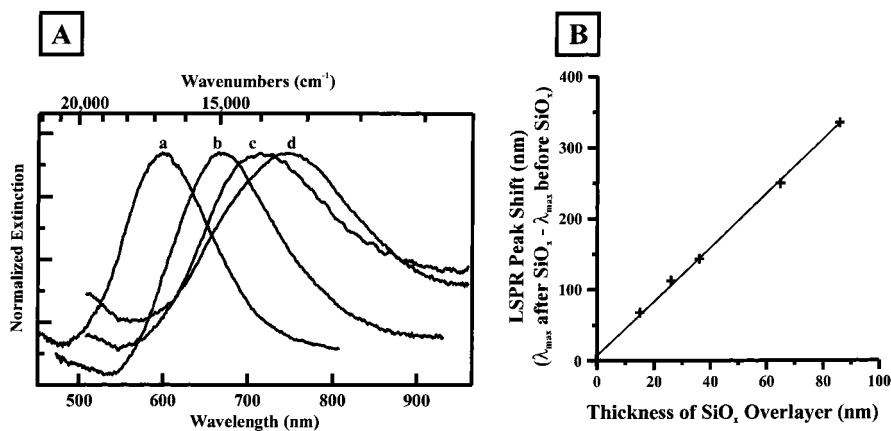 A
Wavenumbers (cm⁻¹)
20,000 15,000
a b c d
Normalized Extinction
500 600 700 800 900
Wavelength (nm)
B
400
300
200
100
0
LSPR Peak Shift (nm)
(λmax after SiOx - λmax before SiOx)
0 20 40 60 80 100
Thickness of SiOx Overlayer (nm)